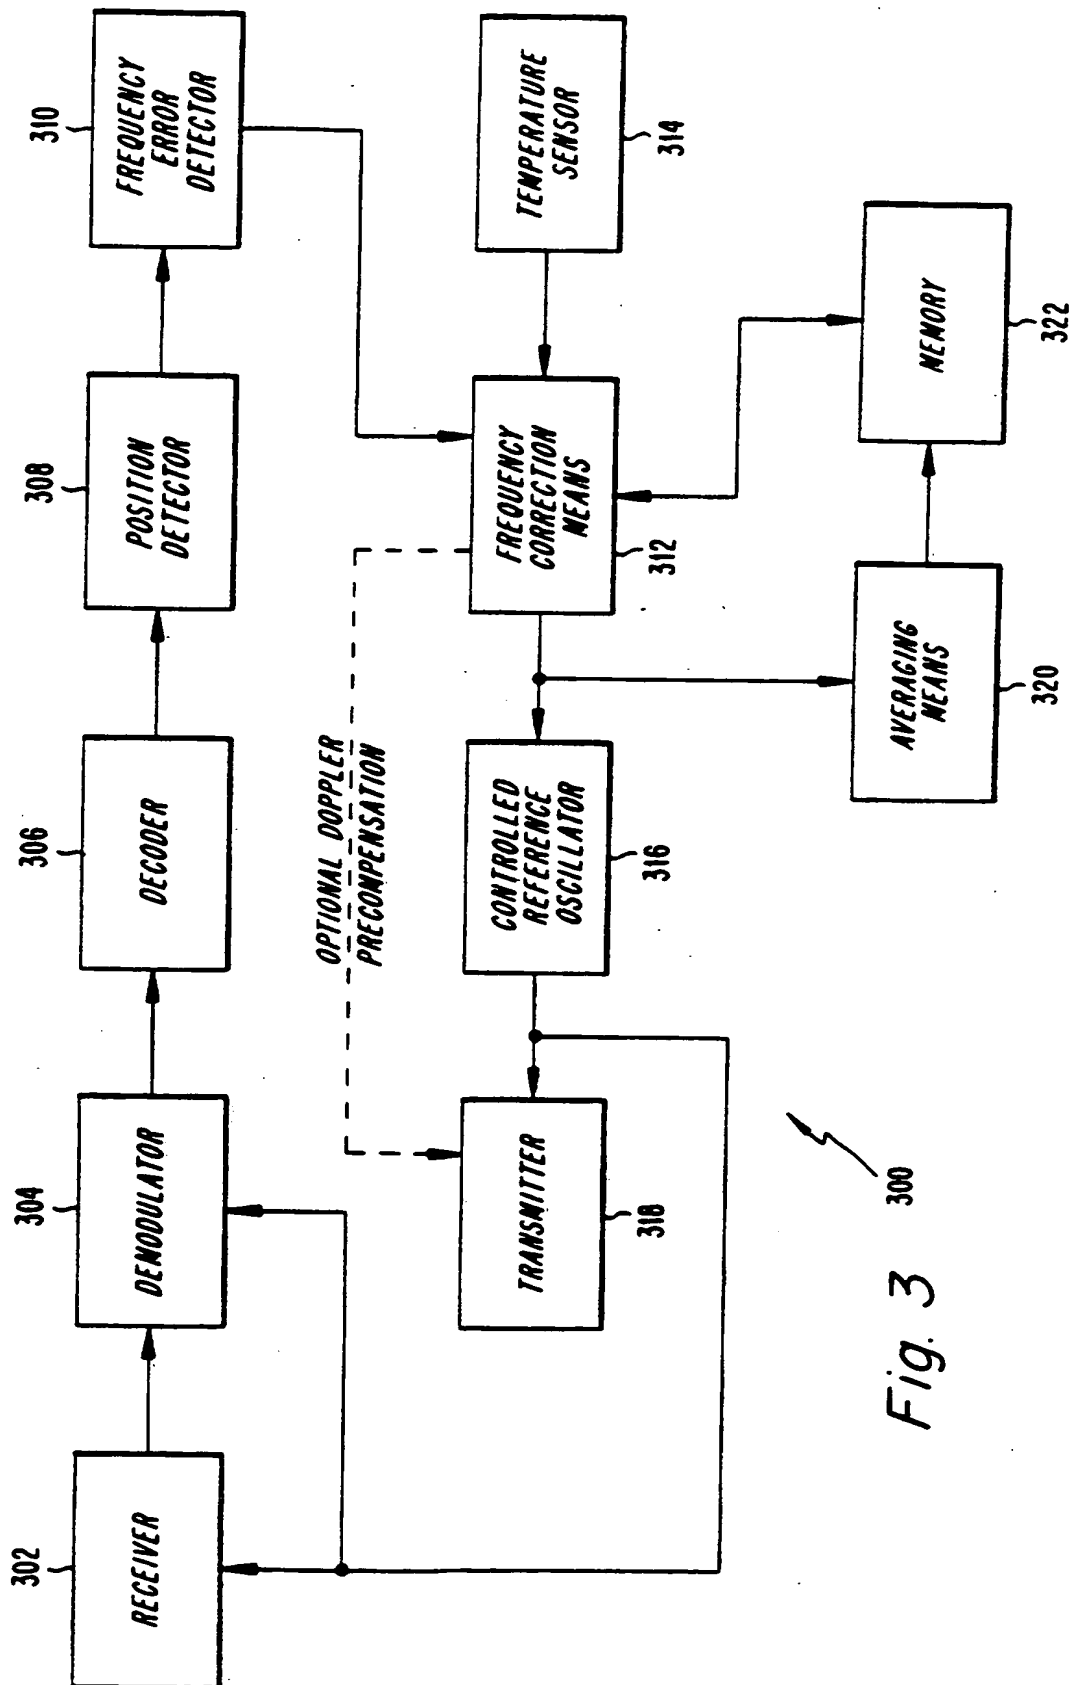 302
RECEIVER
304
DEMODULATOR
306
DECODER
308
POSITION
DETECTOR
310
FREQUENCY
ERROR
DETECTOR
OPTIONAL DOPPLER
PRECOMPENSATION
TRANSMITTER
318
CONTROLLED
REFERENCE
OSCILLATOR
316
FREQUENCY
CORRECTION
MEANS
312
TEMPERATURE
SENSOR
314
AVERAGING
MEANS
320
MEMORY
322
300
Fig. 3